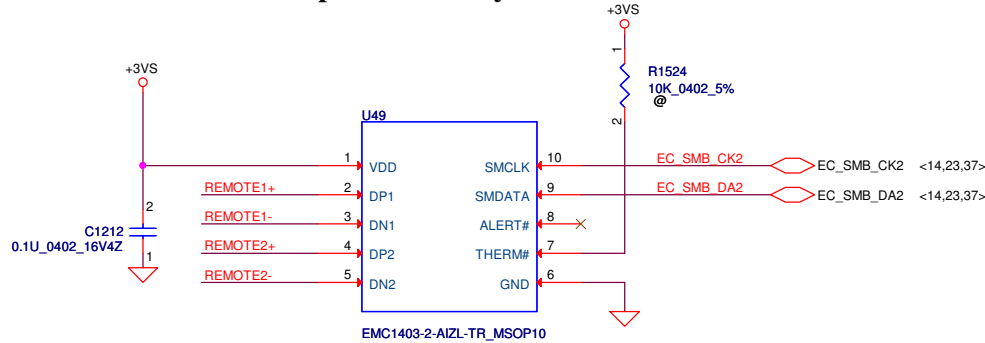 +3VS
1
R1524
10K_0402_5%
@
2
+3VS
U49
1 VDD
SMCLK 10 EC_SMB_CK2 EC_SMB_CK2 <14,23,37>
REMOTE1+ 2 DP1
SMDATA 9 EC_SMB_DA2 EC_SMB_DA2 <14,23,37>
REMOTE1- 3 DN1
ALERT# 8
REMOTE2+ 4 DP2
THERM# 7
REMOTE2- 5 DN2
GND 6
2
C1212
0.1U_0402_16V4Z
1
EMC1403-2-AIZL-TR_MSOP10